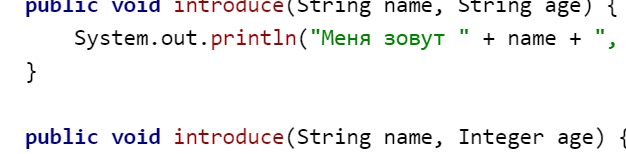 public void introduce(String name, String age) {
System.out.println("Меня зовут " + name + ",
}
public void introduce(String name, Integer age) {